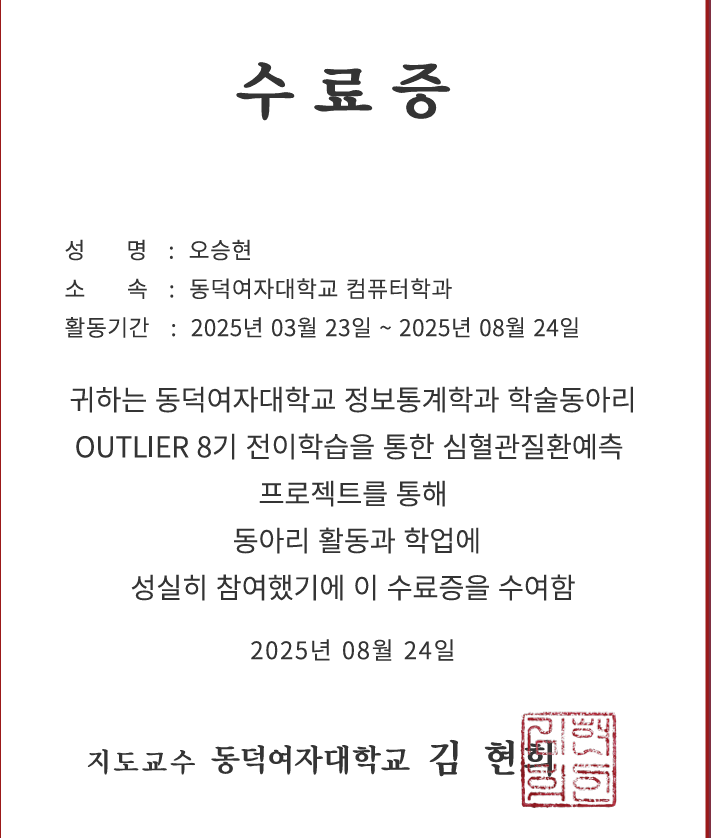 수료증
성 명 : 오승현
소 속 : 동덕여자대학교 컴퓨터학과
활동기간 : 2025년 03월 23일 ~ 2025년 08월 24일
귀하는 동덕여자대학교 정보통계학과 학술동아리
OUTLIER 8기 전이학습을 통한 심혈관질환예측
프로젝트를 통해
동아리 활동과 학업에
성실히 참여했기에 이 수료증을 수여함
2025년 08월 24일
지도교수 동덕여자대학교 김 현희